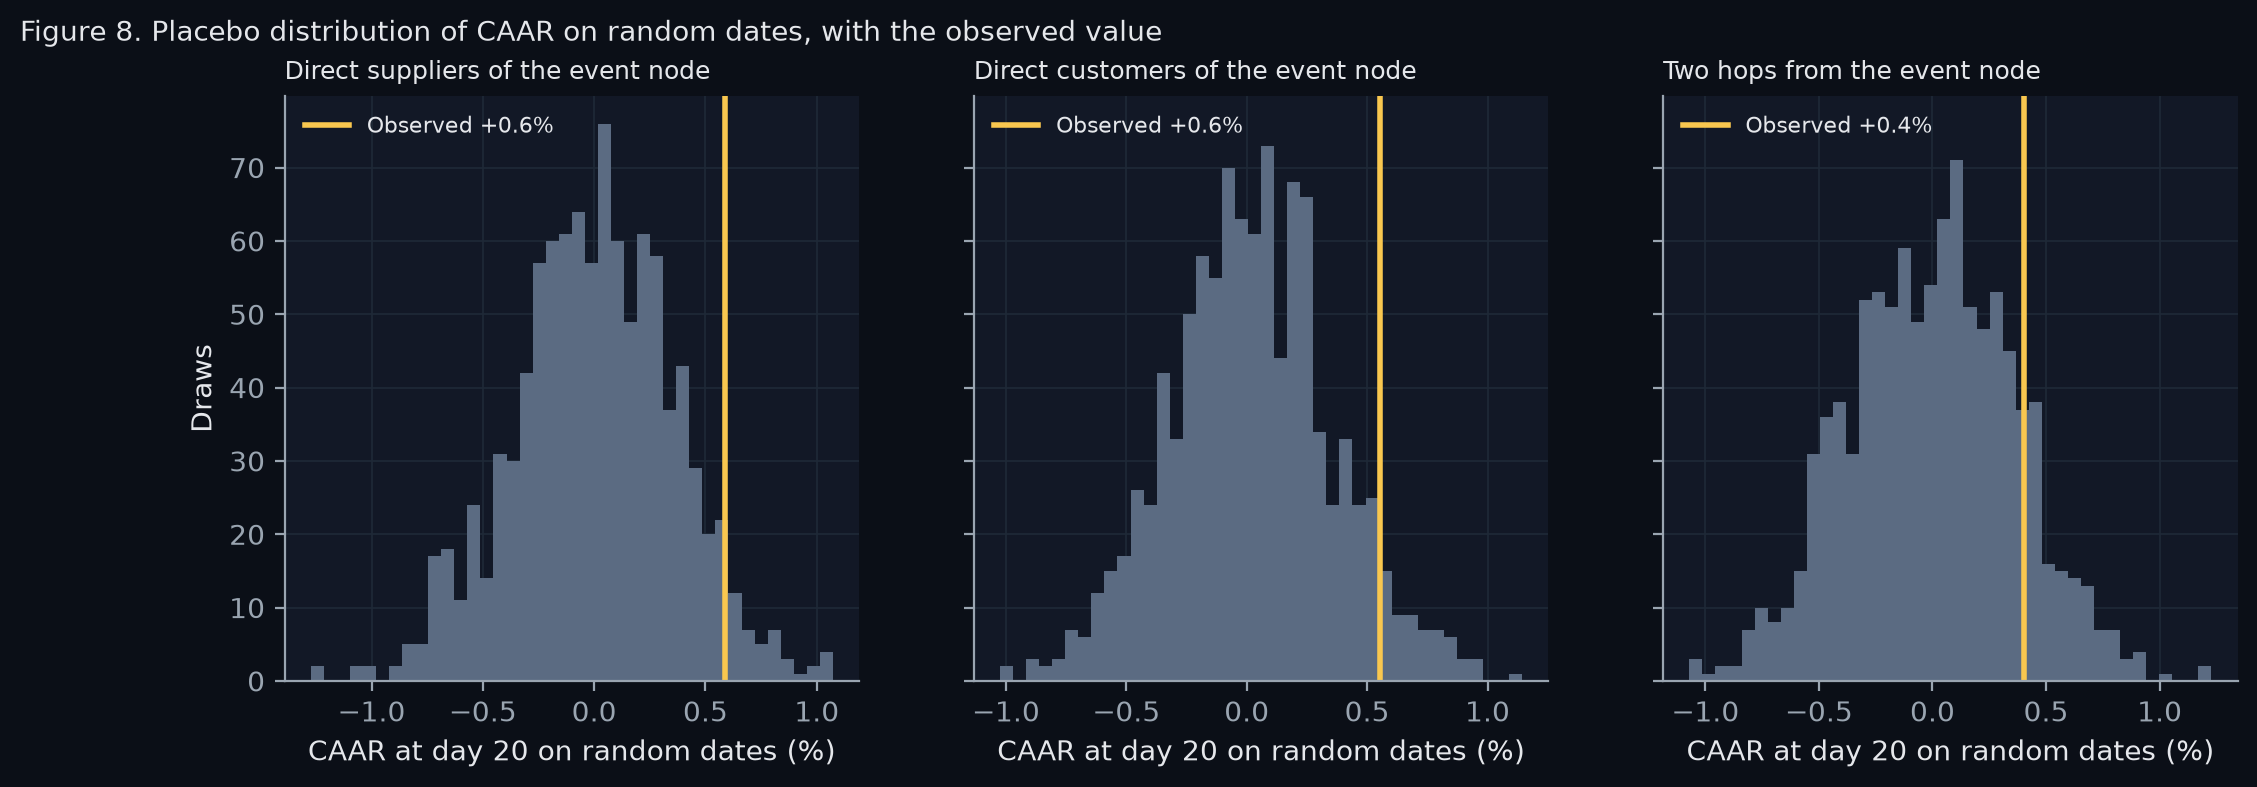 Figure 8. Placebo distribution of CAAR on random dates, with the observed value
Direct suppliers of the event node
Observed +0.6%
Draws
70
60
50
40
30
20
10
0
−1.0 −0.5 0.0 0.5 1.0
CAAR at day 20 on random dates (%)
Direct customers of the event node
Observed +0.6%
−1.0 −0.5 0.0 0.5 1.0
CAAR at day 20 on random dates (%)
Two hops from the event node
Observed +0.4%
−1.0 −0.5 0.0 0.5 1.0
CAAR at day 20 on random dates (%)